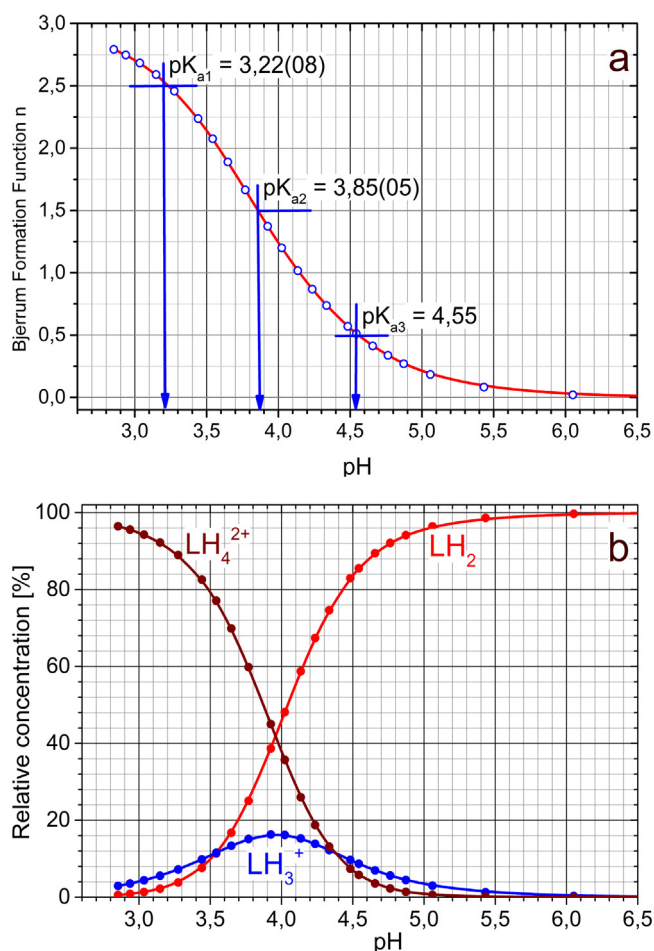 a
3,0
2,5
2,0
1,5
1,0
0,5
0,0
Bjerrum Formation Function n
pKa1 = 3,22(08)
pKa2 = 3,85(05)
pKa3 = 4,55
3,0 3,5 4,0 4,5 5,0 5,5 6,0 6,5
pH
b
100
80
60
40
20
0
Relative concentration [%]
LH4 2+
LH2
LH3 +
3,0 3,5 4,0 4,5 5,0 5,5 6,0 6,5
pH